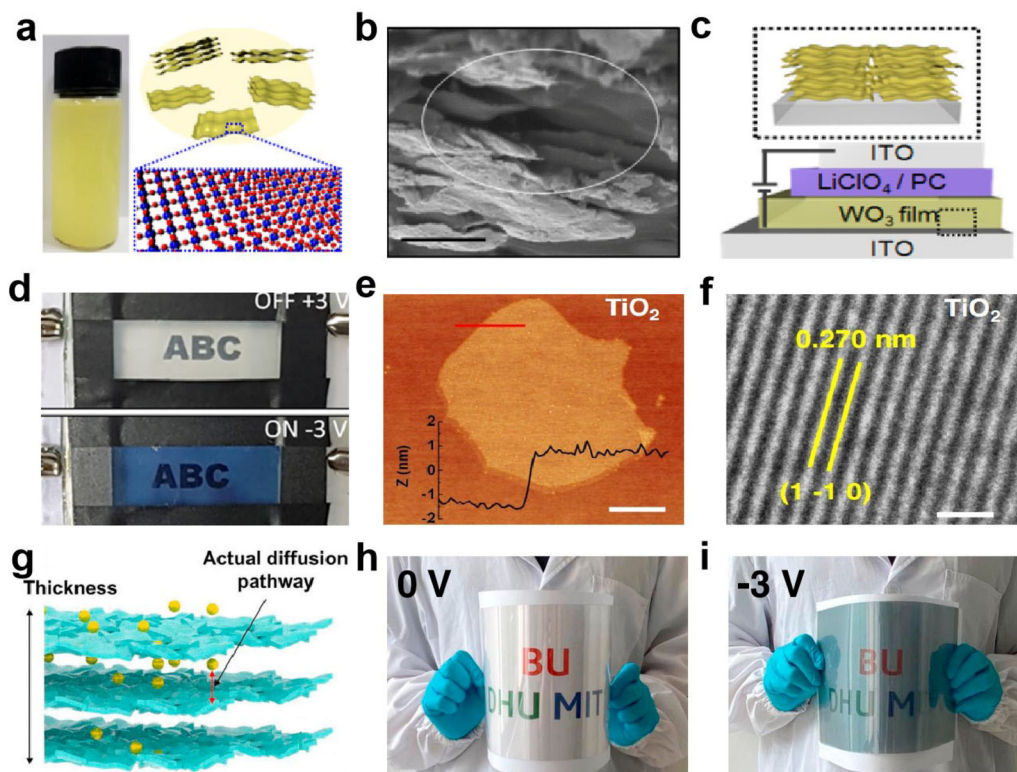 a
b
c
ITO
LiClO₄ / PC
WO₃ film
ITO
d
OFF +3 V
ABC
ON -3 V
ABC
e
TiO₂
2
1
0
-1
-2
Z (nm)
f
TiO₂
0.270 nm
(1 -1 0)
g
Thickness
Actual diffusion
pathway
h
0 V
BU
DHU MIT
i
-3 V
BU
DHU M